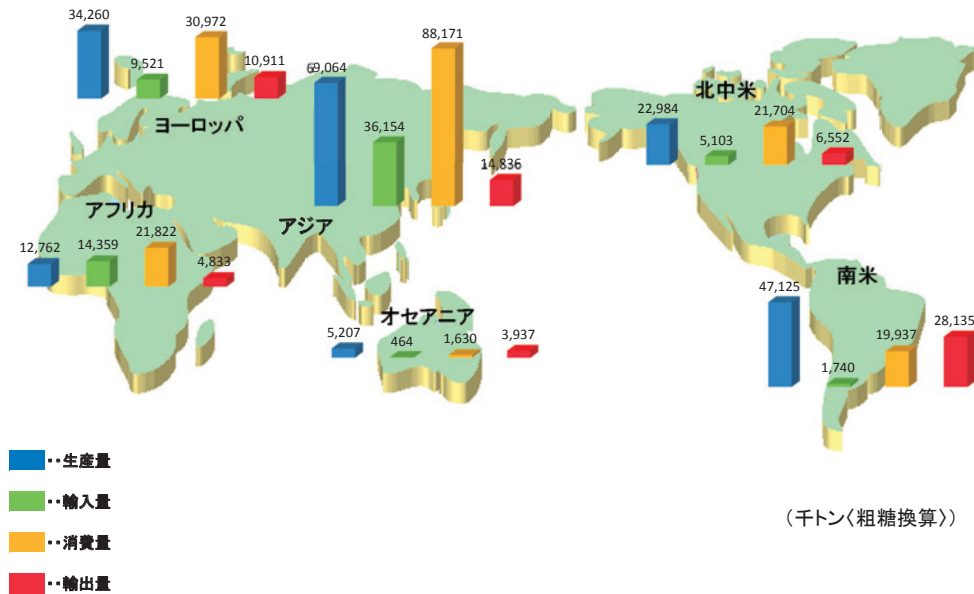 34,260
9,521
30,972
10,911
ヨーロッパ
69,064
36,154
88,171
14,836
アジア
北中米
22,984
5,103
21,704
6,552
アフリカ
12,762
14,359
21,822
4,833
オセアニア
5,207
464
1,630
3,937
南米
47,125
1,740
19,937
28,135
‥生産量
‥輸入量
‥消費量
‥輸出量
（千トン〈粗糖換算〉）